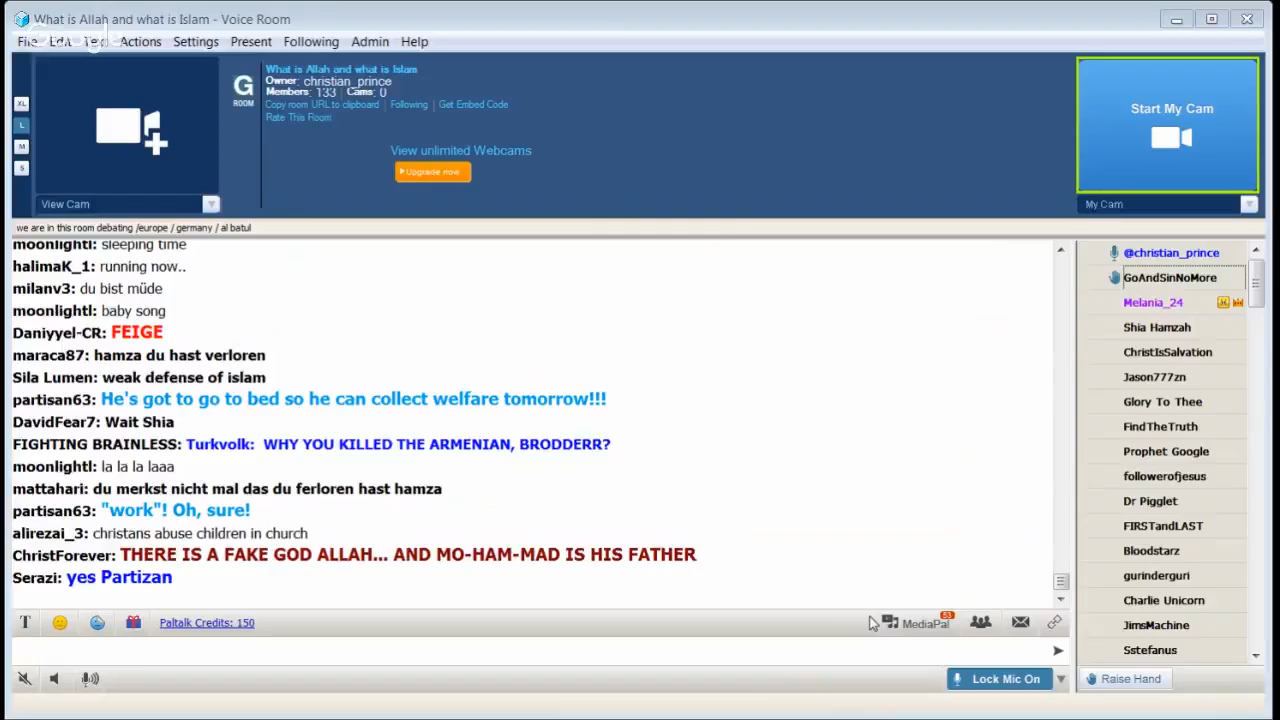 What is Allah and what is Islam - Voice Room
Google
File Edit Text Actions Settings Present Following Admin Help
XL
L
M
S
View Cam
G
ROOM
What is Allah and what is Islam
Owner: christian_prince
Members: 133 Cams: 0
Copy room URL to clipboard | Following | Get Embed Code
Rate This Room
View unlimited Webcams
Upgrade now
Start My Cam
My Cam
we are in this room debating /europe / germany / al batul
moonlightl: sleeping time
halimaK_1: running now..
milanv3: du bist müde
moonlightl: baby song
Daniyyel-CR: FEIGE
maraca87: hamza du hast verloren
Sila Lumen: weak defense of islam
partisan63: He's got to go to bed so he can collect welfare tomorrow!!!
DavidFear7: Wait Shia
FIGHTING BRAINLESS: Turkvolk: WHY YOU KILLED THE ARMENIAN, BRODDERR?
moonlightl: la la la laaa
mattahari: du merkst nicht mal das du ferloren hast hamza
partisan63: "work"! Oh, sure!
alirezai_3: christans abuse children in church
ChristForever: THERE IS A FAKE GOD ALLAH... AND MO-HAM-MAD IS HIS FATHER
Serazi: yes Partizan
@christian_prince
GoAndSinNoMore
Melania_24
Shia Hamzah
ChristIsSalvation
Jason777zn
Glory To Thee
FindTheTruth
Prophet Google
followerofjesus
Dr Pigglet
FIRSTandLAST
Bloodstarz
gurinderguri
Charlie Unicorn
JimsMachine
Sstefanus
T
Paltalk Credits: 150
MediaPal
53
Lock Mic On
Raise Hand